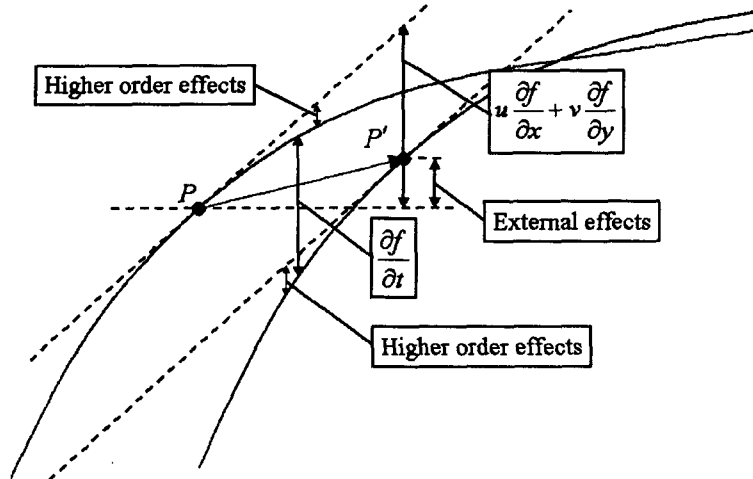 Higher order effects
u ∂f/∂x + v ∂f/∂y
P'
P
External effects
∂f/∂t
Higher order effects